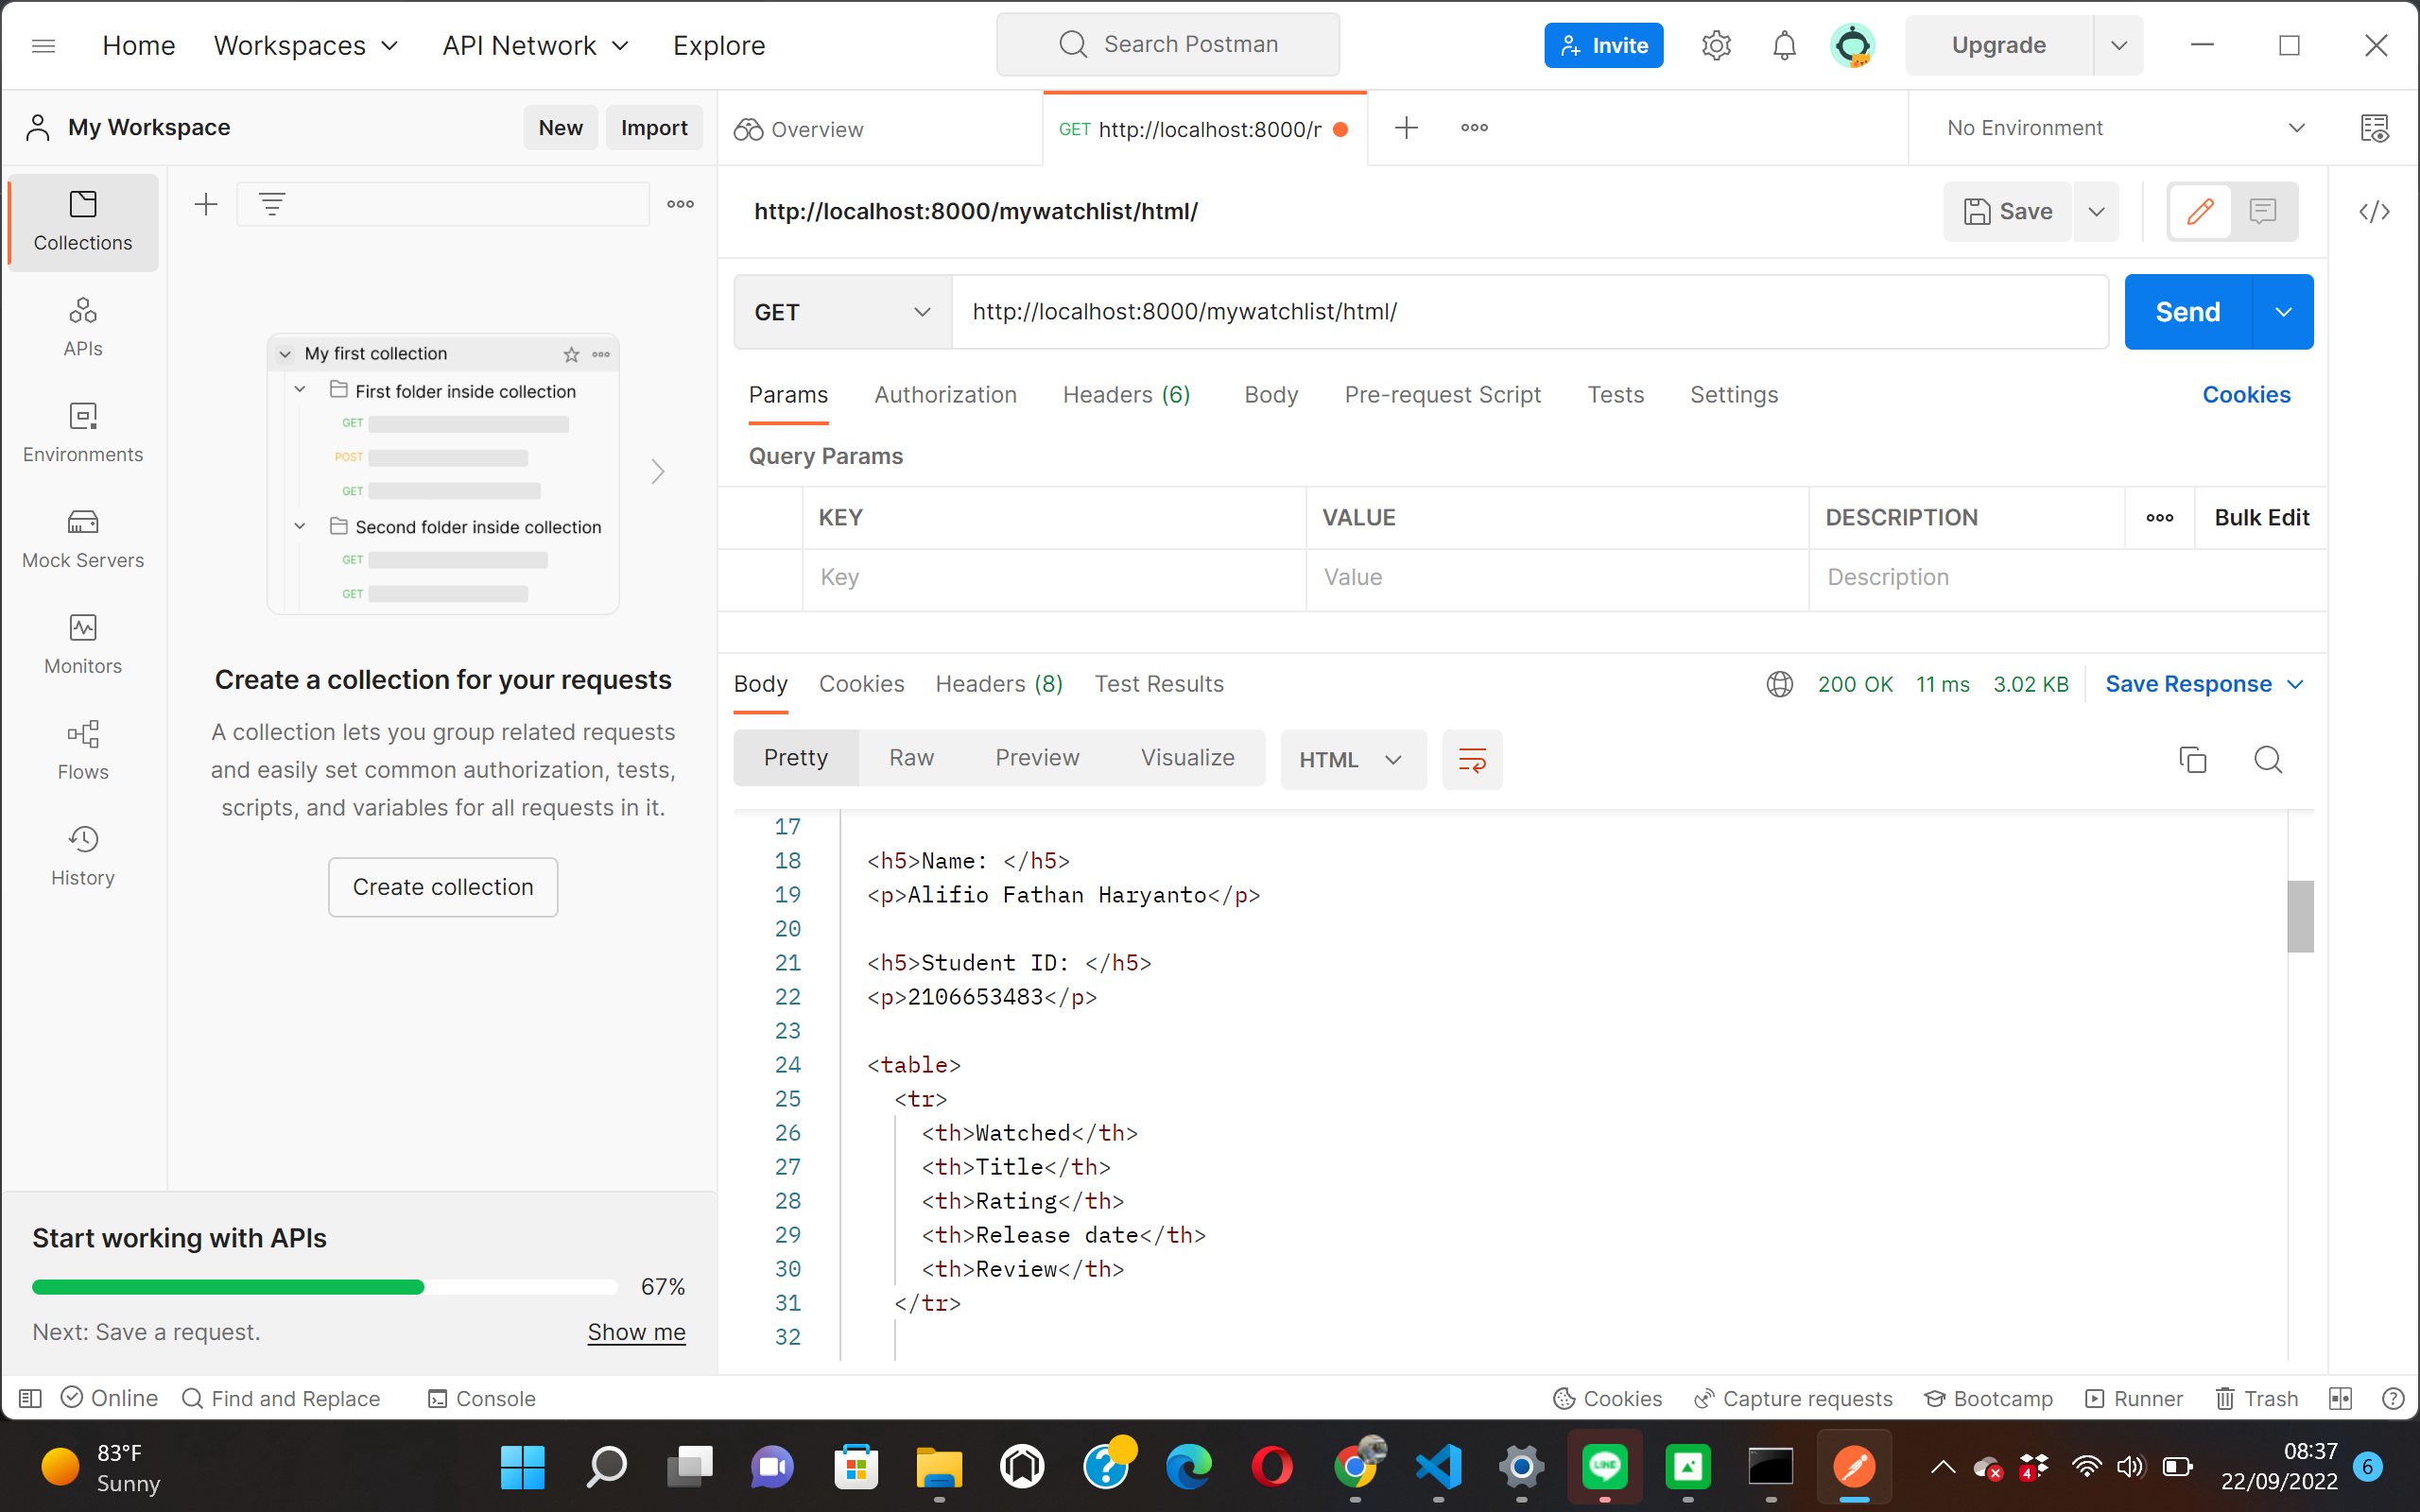 Home Workspaces API Network Explore Search Postman Invite Upgrade
My Workspace New Import Overview GET http://localhost:8000/r No Environment
Collections
APIs
Environments
Mock Servers
Monitors
Flows
History
My first collection
First folder inside collection
GET
POST
GET
Second folder inside collection
GET
GET
Create a collection for your requests
A collection lets you group related requests
and easily set common authorization, tests,
scripts, and variables for all requests in it.
Create collection
Start working with APIs
67%
Next: Save a request. Show me
http://localhost:8000/mywatchlist/html/ Save </>
GET http://localhost:8000/mywatchlist/html/ Send
Params Authorization Headers (6) Body Pre-request Script Tests Settings Cookies
Query Params
KEY VALUE DESCRIPTION Bulk Edit
Key Value Description
Body Cookies Headers (8) Test Results 200 OK 11 ms 3.02 KB Save Response
Pretty Raw Preview Visualize HTML
17
18 <h5>Name: </h5>
19 <p>Alifio Fathan Haryanto</p>
20
21 <h5>Student ID: </h5>
22 <p>2106653483</p>
23
24 <table>
25 <tr>
26 <th>Watched</th>
27 <th>Title</th>
28 <th>Rating</th>
29 <th>Release date</th>
30 <th>Review</th>
31 </tr>
32
Online Find and Replace Console Cookies Capture requests Bootcamp Runner Trash
83°F
Sunny
LINE
4
08:37
22/09/2022
6